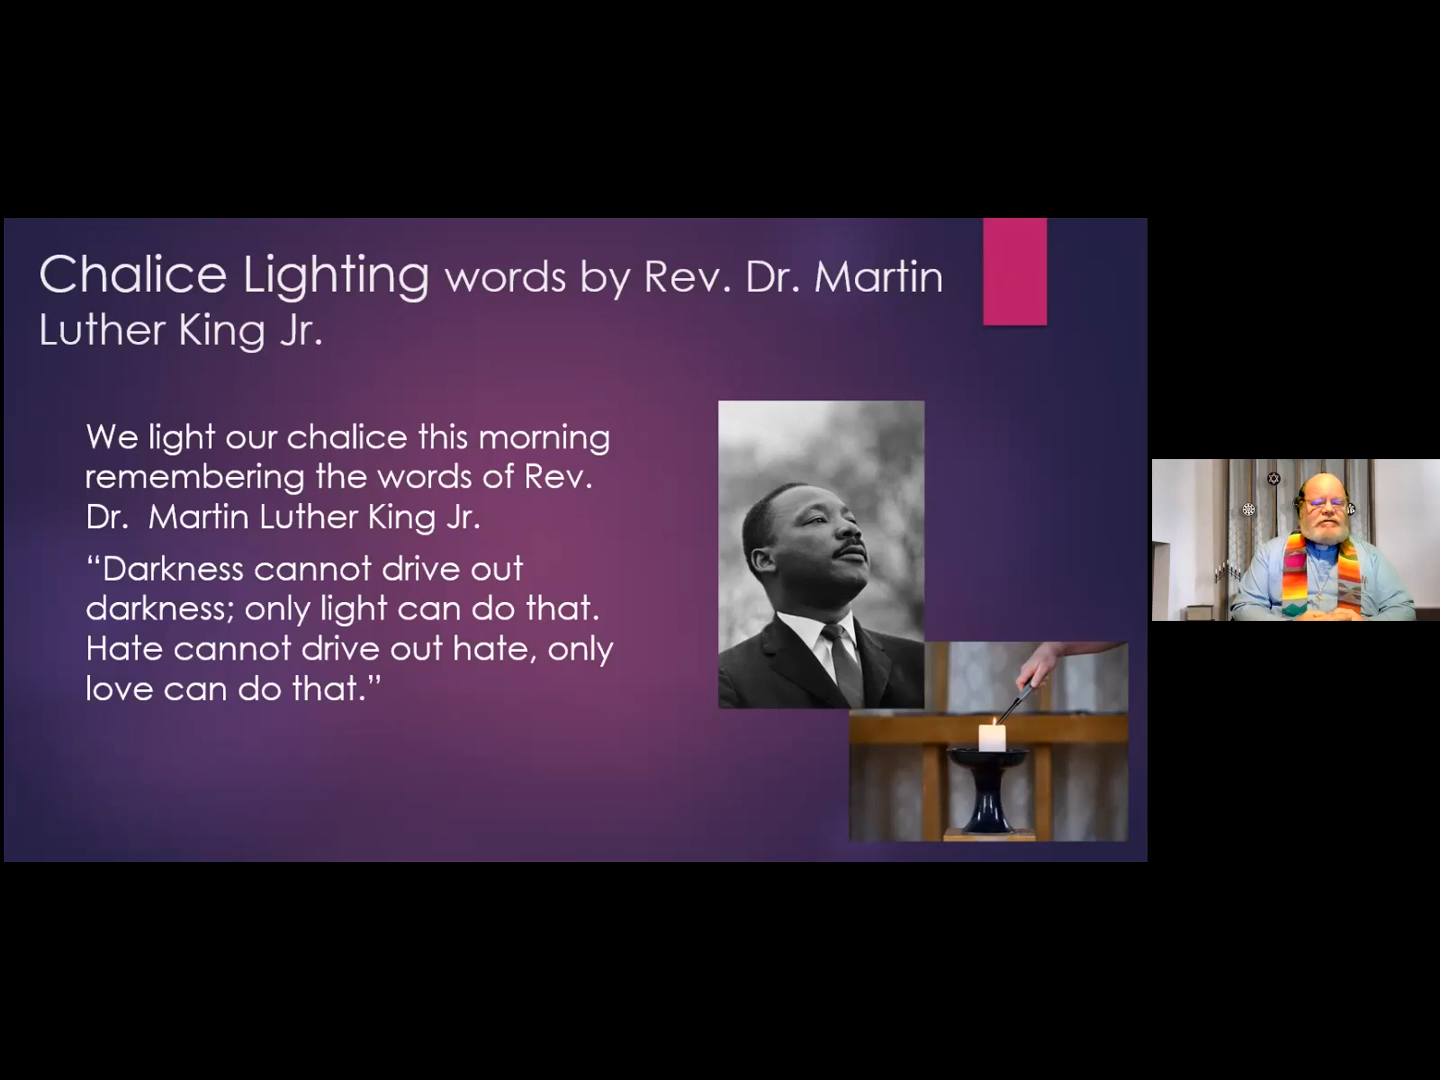 Chalice Lighting words by Rev. Dr. Martin
Luther King Jr.
We light our chalice this morning
remembering the words of Rev.
Dr.  Martin Luther King Jr.
“Darkness cannot drive out
darkness; only light can do that.
Hate cannot drive out hate, only
love can do that.”